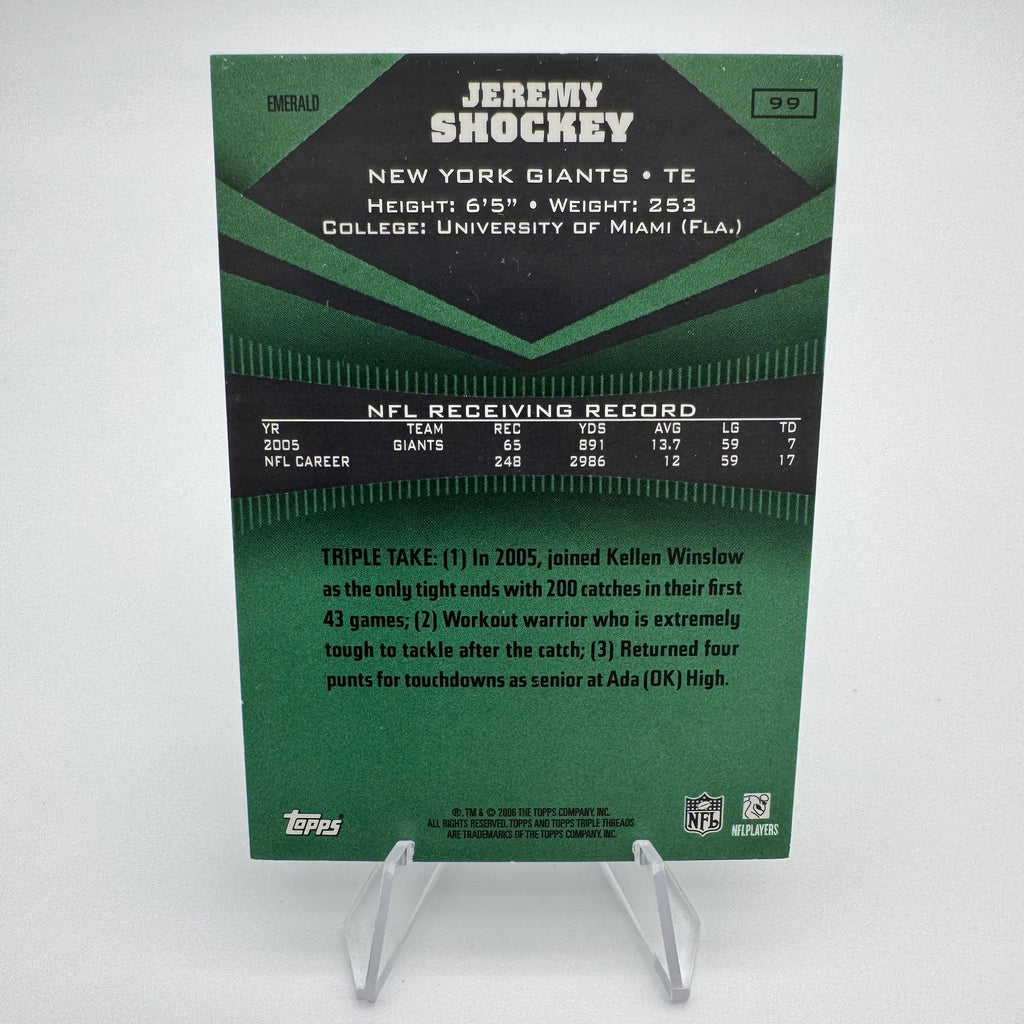 EMERALD
99
JEREMY
SHOCKEY
NEW YORK GIANTS • TE
HEIGHT: 6'5" • WEIGHT: 253
COLLEGE: UNIVERSITY OF MIAMI (FLA.)
NFL RECEIVING RECORD
YR TEAM REC YDS AVG LG TD
2005 GIANTS 65 891 13.7 59 7
NFL CAREER 248 2986 12 59 17
TRIPLE TAKE: (1) In 2005, joined Kellen Winslow
as the only tight ends with 200 catches in their first
43 games; (2) Workout warrior who is extremely
tough to tackle after the catch; (3) Returned four
punts for touchdowns as senior at Ada (OK) High.
topps
®, TM & © 2006 THE TOPPS COMPANY, INC.
ALL RIGHTS RESERVED. TOPPS AND TOPPS TRIPLE THREADS
ARE TRADEMARKS OF THE TOPPS COMPANY, INC.
NFL
NFLPLAYERS